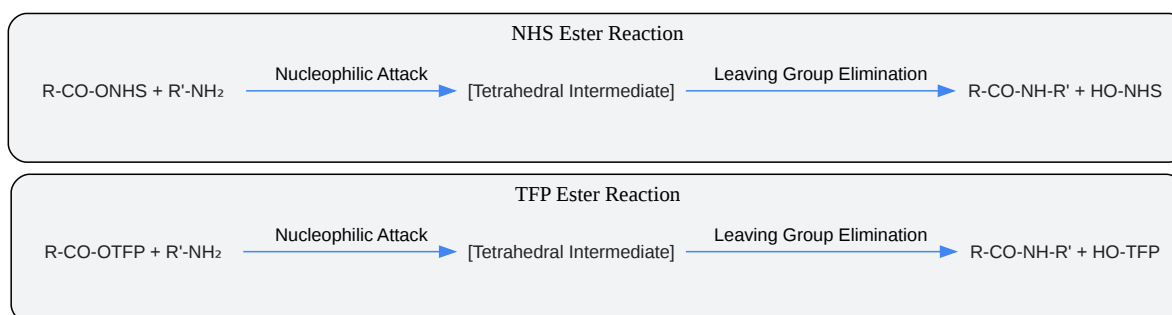 NHS Ester Reaction
Nucleophilic Attack
Leaving Group Elimination
R-CO-ONHS + R'-NH₂
[Tetrahedral Intermediate]
R-CO-NH-R' + HO-NHS
TFP Ester Reaction
Nucleophilic Attack
Leaving Group Elimination
R-CO-OTFP + R'-NH₂
[Tetrahedral Intermediate]
R-CO-NH-R' + HO-TFP